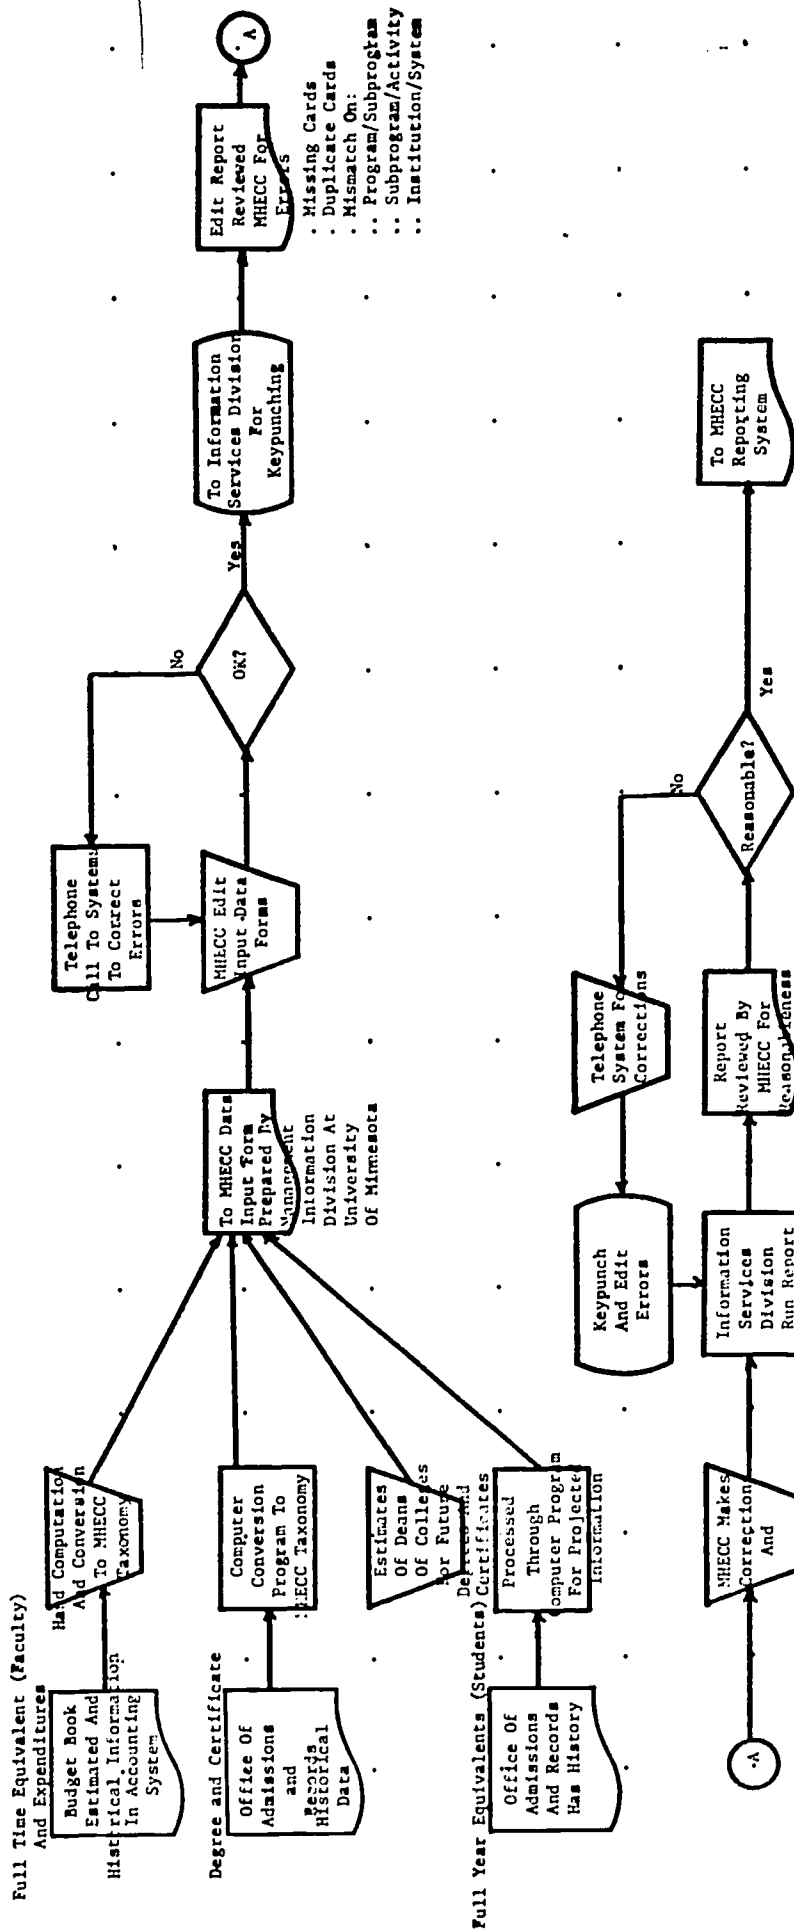 Full Time Equivalent (Faculty)
And Expenditures
Budget Book
Estimated And
Historical Information
In Accounting
System
Hand Computation
And Conversion
To MHECC
Taxonomy
Degree and Certificate
Office Of
Admissions
and
Records
Historical
Data
Computer
Conversion
Program To
MHECC Taxonomy
Estimates
Of Deans
Of Colleges
For Future
Degrees And
Certificates
Full Year Equivalents (Students)
Office Of
Admissions
And Records
Has History
Processed
Through
Computer Program
For Projected
Information
To MHECC Data
Input Form
Prepared By
Management
Information
Division At
University
Of Minnesota
Telephone
Call To Systems
To Correct
Errors
MHECC Edit
Input Data
Forms
No
OK?
Yes
To Information
Services Division
For
Keypunching
Edit Report
Reviewed
MHECC For
Errors
. Missing Cards
. Duplicate Cards
. Mismatch On:
.. Program/Subprogram
.. Subprogram/Activity
.. Institution/System
A
A
MHECC Makes
Correction
And
Keypunch
And Edit
Errors
Information
Services
Division
Run Report
Telephone
System For
Corrections
Report
Reviewed By
MHECC For
Reasonableness
No
Reasonable?
Yes
To MHECC
Reporting
System